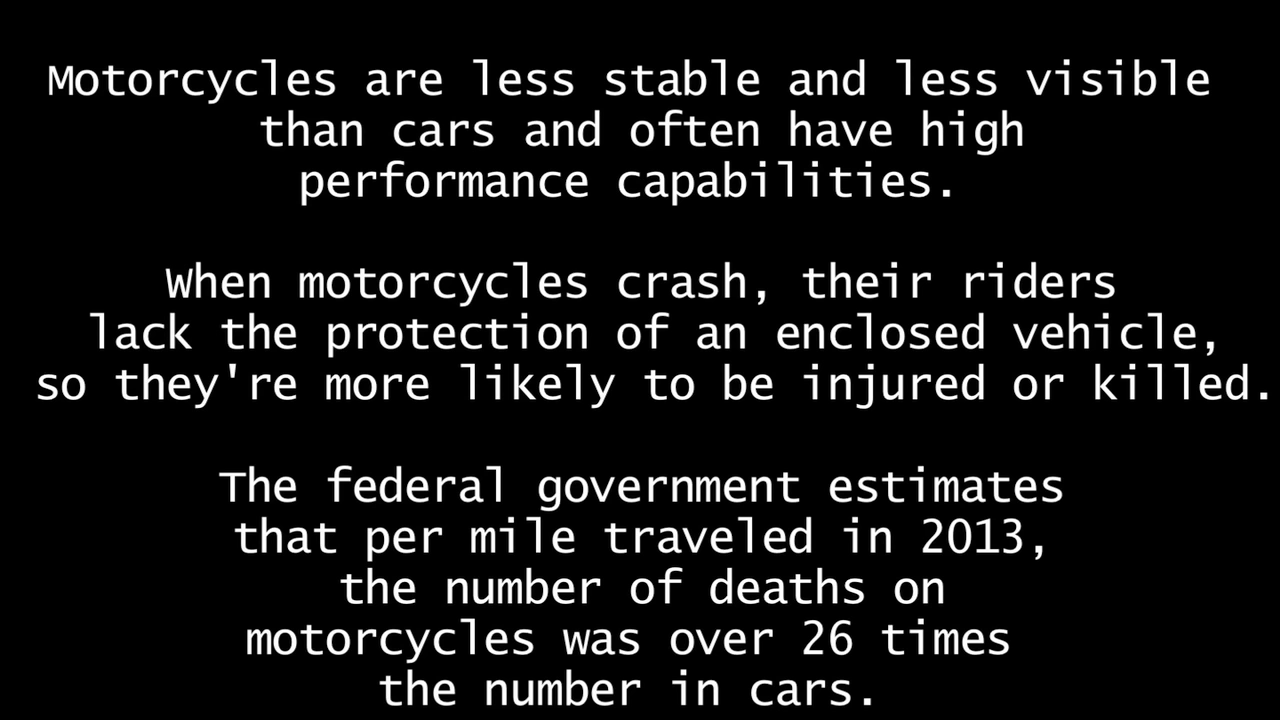 Motorcycles are less stable and less visible
than cars and often have high
performance capabilities.
When motorcycles crash, their riders
lack the protection of an enclosed vehicle,
so they're more likely to be injured or killed.
The federal government estimates
that per mile traveled in 2013,
the number of deaths on
motorcycles was over 26 times
the number in cars.